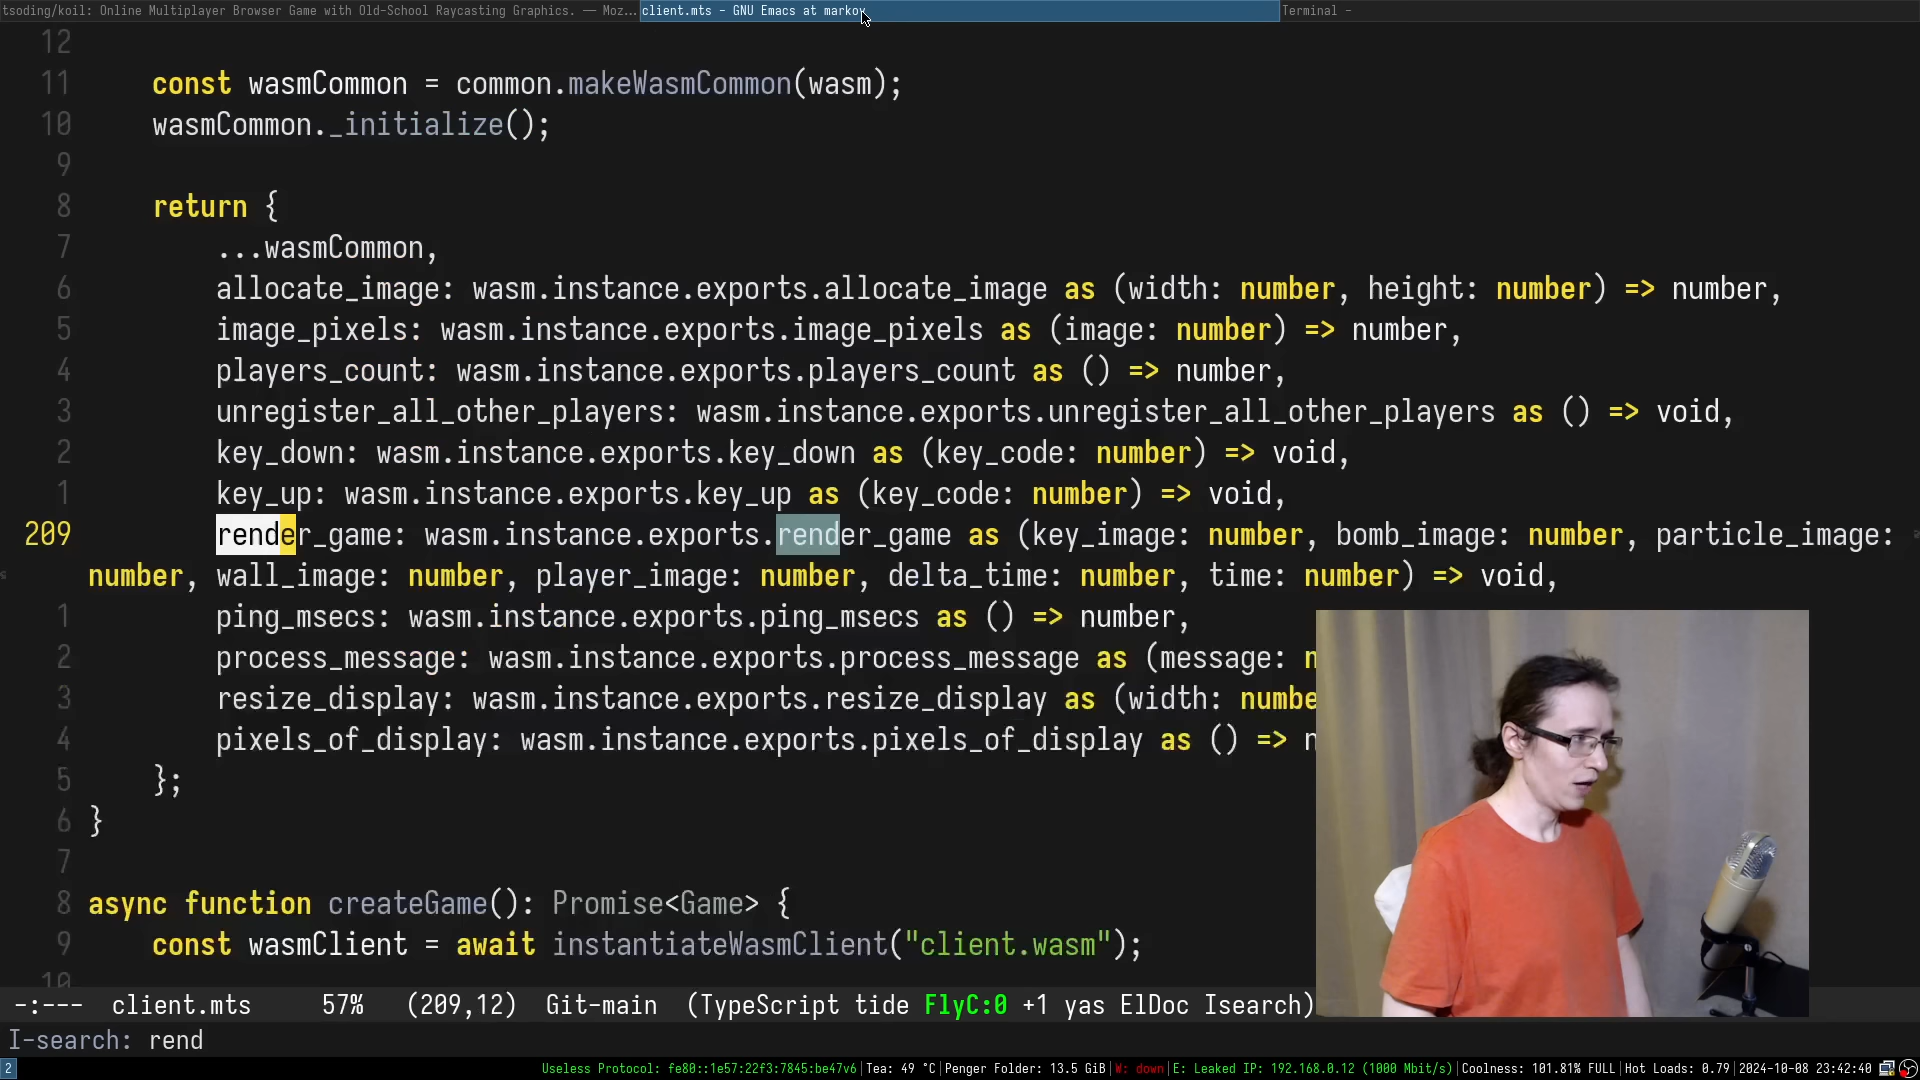 tsoding/koil: Online Multiplayer Browser Game with Old-School Raycasting Graphics. — Moz...
client.mts - GNU Emacs at markov
Terminal -
12
11 const wasmCommon = common.makeWasmCommon(wasm);
10 wasmCommon._initialize();
9
8 return {
7 ...wasmCommon,
6 allocate_image: wasm.instance.exports.allocate_image as (width: number, height: number) => number,
5 image_pixels: wasm.instance.exports.image_pixels as (image: number) => number,
4 players_count: wasm.instance.exports.players_count as () => number,
3 unregister_all_other_players: wasm.instance.exports.unregister_all_other_players as () => void,
2 key_down: wasm.instance.exports.key_down as (key_code: number) => void,
1 key_up: wasm.instance.exports.key_up as (key_code: number) => void,
209 render_game: wasm.instance.exports.render_game as (key_image: number, bomb_image: number, particle_image:
number, wall_image: number, player_image: number, delta_time: number, time: number) => void,
1 ping_msecs: wasm.instance.exports.ping_msecs as () => number,
2 process_message: wasm.instance.exports.process_message as (message: n
3 resize_display: wasm.instance.exports.resize_display as (width: numbe
4 pixels_of_display: wasm.instance.exports.pixels_of_display as () => n
5 };
6 }
7
8 async function createGame(): Promise<Game> {
9 const wasmClient = await instantiateWasmClient("client.wasm");
10
-:--- client.mts 57% (209,12) Git-main (TypeScript tide FlyC:0 +1 yas ElDoc Isearch)
I-search: rend
2 Useless Protocol: fe80::1e57:22f3:7845:be47v6|Tea: 49 °C|Penger Folder: 13.5 GiB|W: down|E: Leaked IP: 192.168.0.12 (1000 Mbit/s)|Coolness: 101.81% FULL|Hot Loads: 0.79|2024-10-08 23:42:40